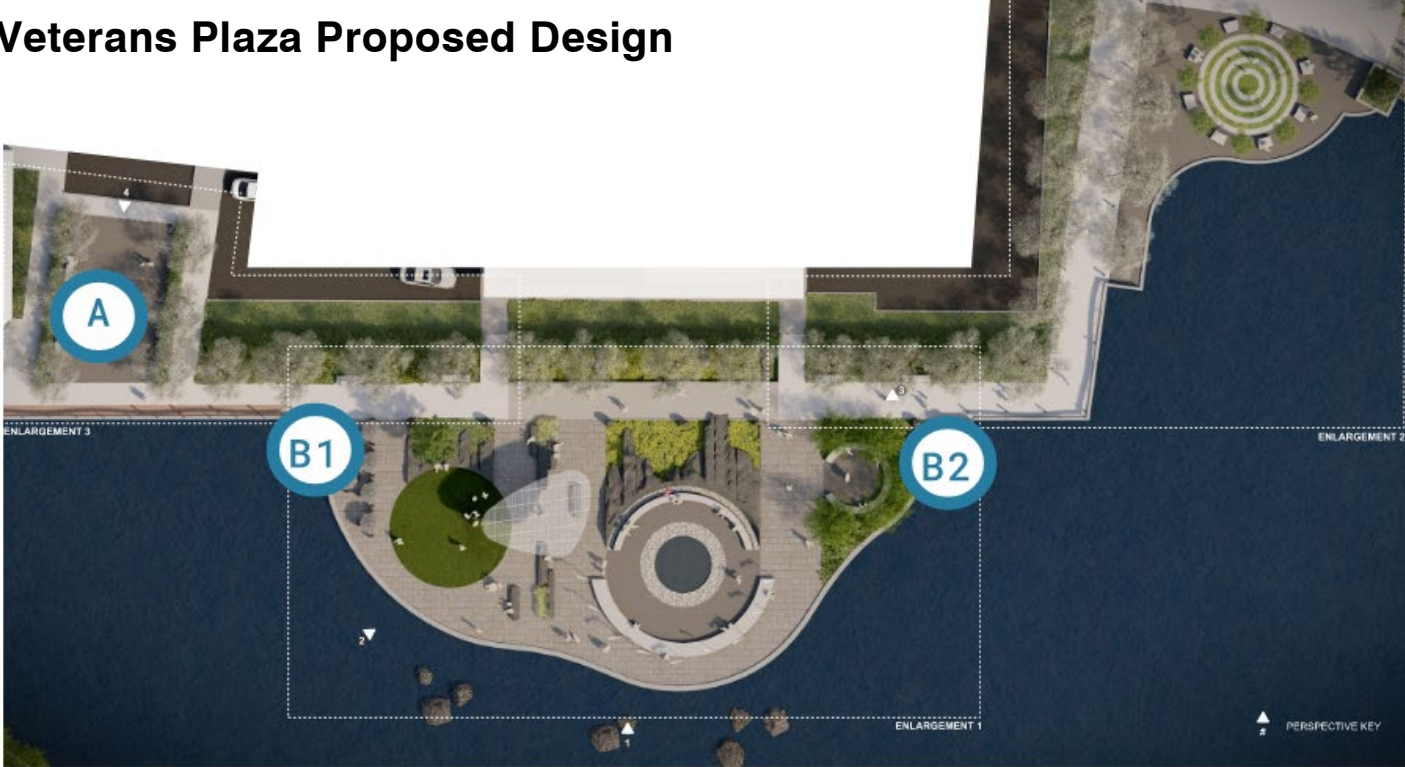 Veterans Plaza Proposed Design
4
A
3
ENLARGEMENT 3
ENLARGEMENT 2
B1
B2
2
ENLARGEMENT 1
1
#
PERSPECTIVE KEY